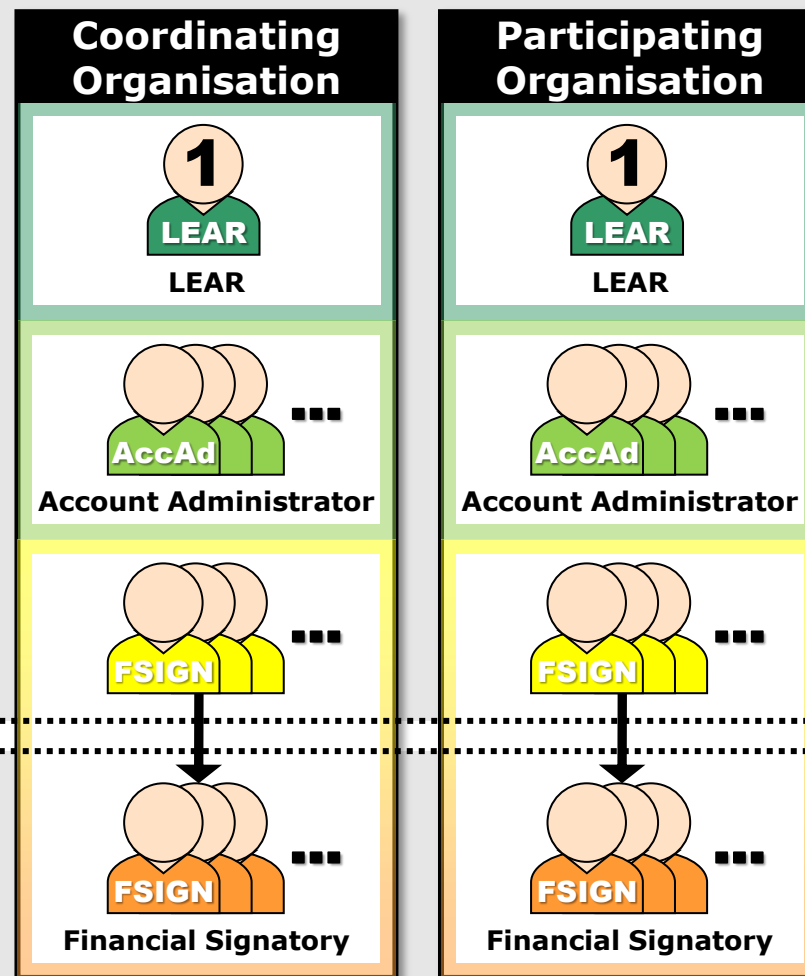 Coordinating
Organisation
1
LEAR
LEAR
AccAd
...
Account Administrator
FSIGN
...
FSIGN
...
Financial Signatory
Participating
Organisation
1
LEAR
LEAR
AccAd
...
Account Administrator
FSIGN
...
FSIGN
...
Financial Signatory